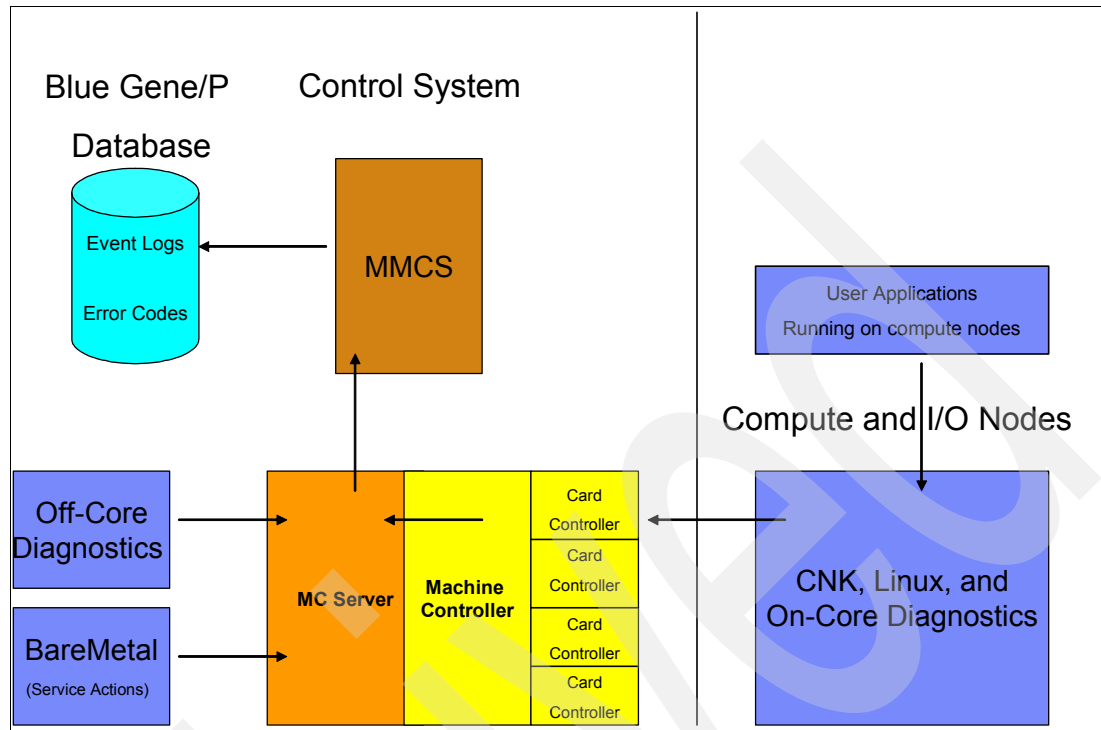 Blue Gene/P
Database
Control System
Event Logs
Error Codes
MMCS
User Applications
Running on compute nodes
Compute and I/O Nodes
Off-Core
Diagnostics
BareMetal
(Service Actions)
MC Server
Machine
Controller
Card
Controller
Card
Controller
Card
Controller
Card
Controller
CNK, Linux, and
On-Core Diagnostics